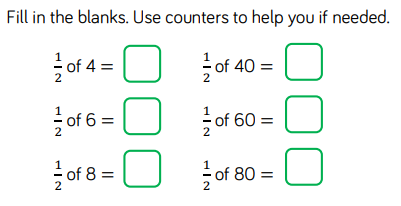 Fill in the blanks. Use counters to help you if needed.
1/2 of 4 =
1/2 of 40 =
1/2 of 6 =
1/2 of 60 =
1/2 of 8 =
1/2 of 80 =